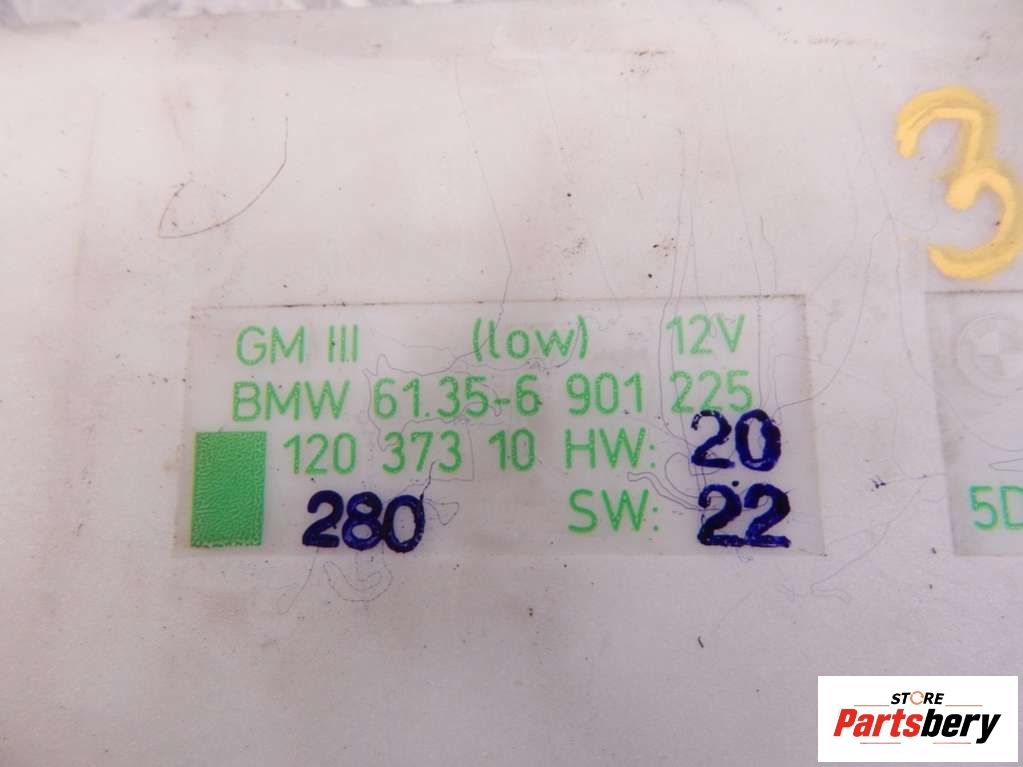 3
GM III (low) 12V
BMW 61.35-6 901 225
120 373 10 HW: 20
280 SW: 22
5D
STORE
Partsbery